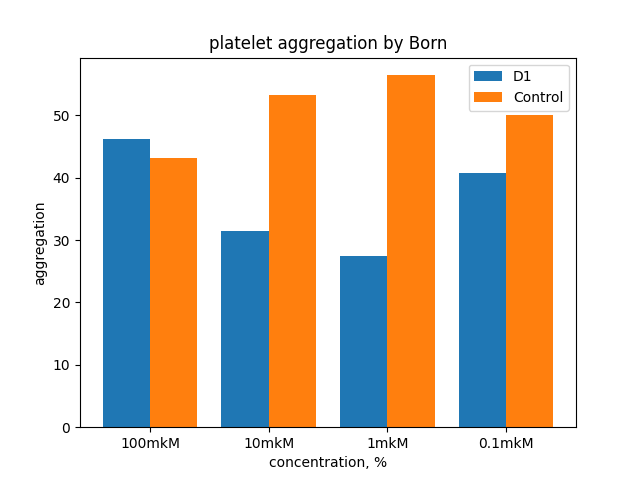 platelet aggregation by Born
D1
Control
aggregation
50
40
30
20
10
0
100mkM
10mkM
1mkM
0.1mkM
concentration, %